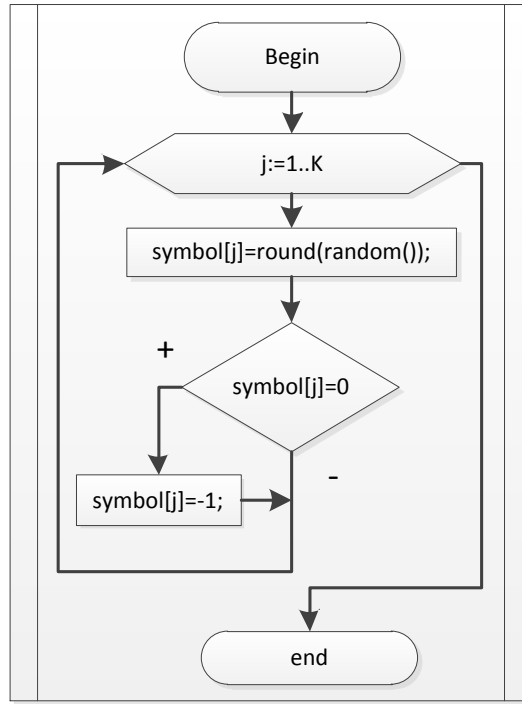 Begin
j:=1..K
symbol[j]=round(random());
+
symbol[j]=0
-
symbol[j]=-1;
end